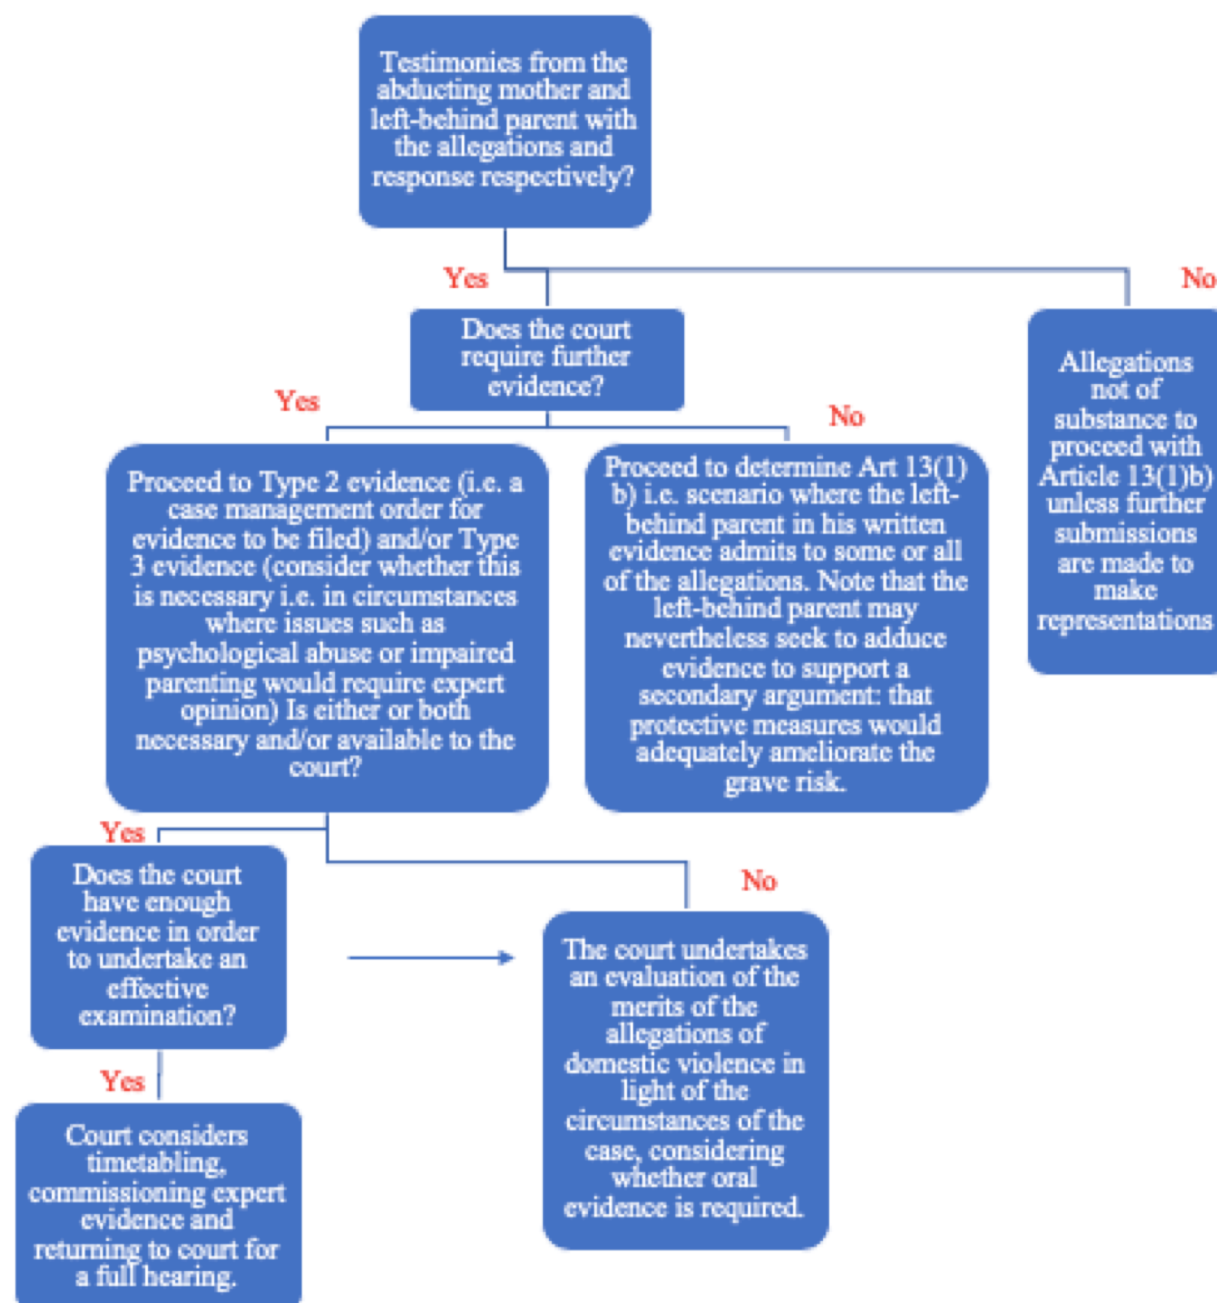 Testimonies from the
abducting mother and
left-behind parent with
the allegations and
response respectively?
Yes
No
Does the court
require further
evidence?
Allegations
not of
substance to
proceed with
Article 13(1)b)
unless further
submissions
are made to
make
representations
Yes
No
Proceed to Type 2 evidence (i.e. a
case management order for
evidence to be filed) and/or Type
3 evidence (consider whether this
is necessary i.e. in circumstances
where issues such as
psychological abuse or impaired
parenting would require expert
opinion) Is either or both
necessary and/or available to the
court?
Proceed to determine Art 13(1)
b) i.e. scenario where the left-
behind parent in his written
evidence admits to some or all
of the allegations. Note that the
left-behind parent may
nevertheless seek to adduce
evidence to support a
secondary argument: that
protective measures would
adequately ameliorate the
grave risk.
Yes
No
Does the court
have enough
evidence in order
to undertake an
effective
examination?
The court undertakes
an evaluation of the
merits of the
allegations of
domestic violence in
light of the
circumstances of the
case, considering
whether oral
evidence is required.
Yes
Court considers
timetabling,
commissioning expert
evidence and
returning to court for
a full hearing.